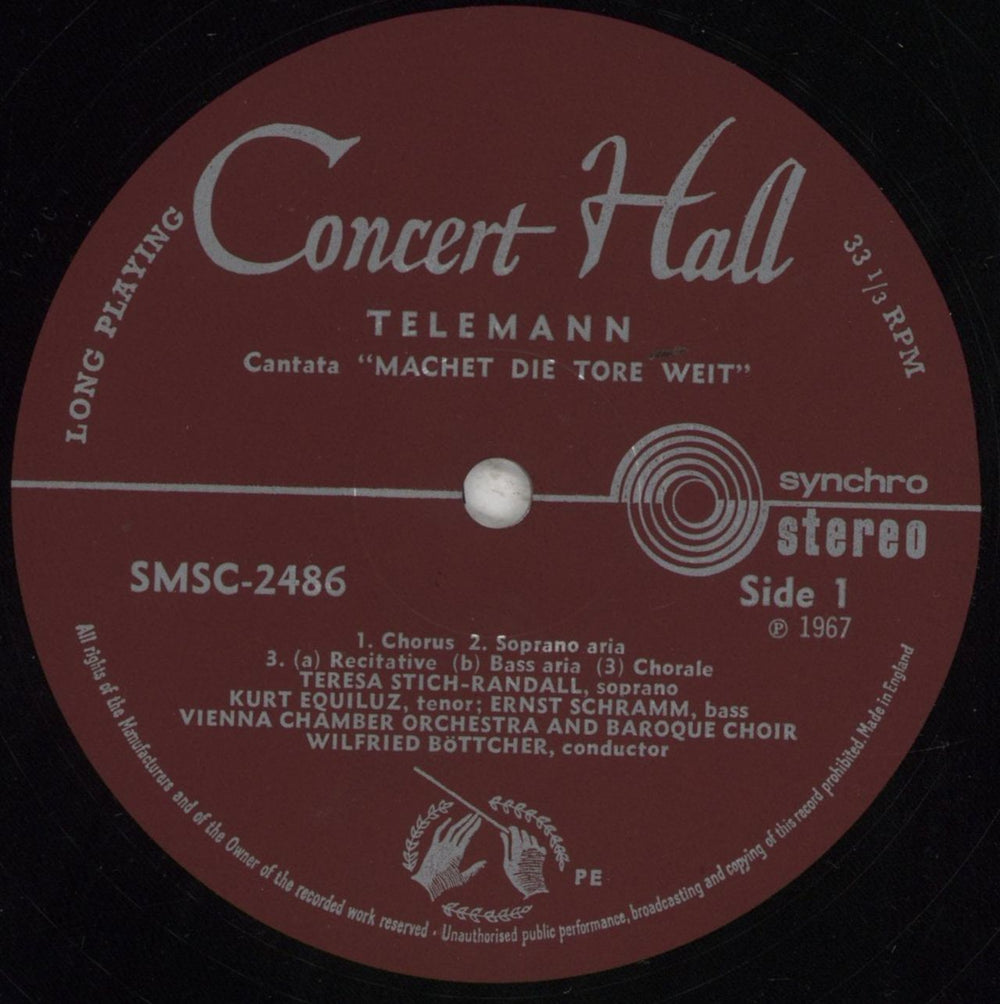 Concert Hall
LONG PLAYING
33 1/3 RPM
TELEMANN
Cantata “MACHET DIE TORE WEIT”
synchro
stereo
SMSC-2486
Side 1
℗ 1967
1. Chorus 2. Soprano aria
3. (a) Recitative (b) Bass aria (3) Chorale
TERESA STICH-RANDALL, soprano
KURT EQUILUZ, tenor; ERNST SCHRAMM, bass
VIENNA CHAMBER ORCHESTRA AND BAROQUE CHOIR
WILFRIED BöTTCHER, conductor
PE
All rights of the Manufacturers and of the Owner of the recorded work reserved - Unauthorised public performance, broadcasting and copying of this record prohibited. Made in England